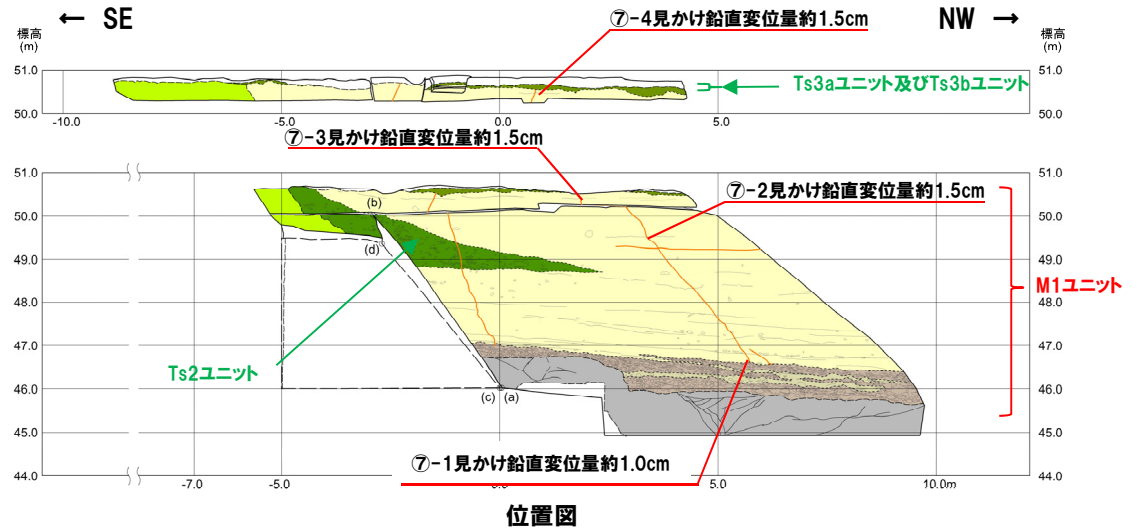 ← SE
⑦-4見かけ鉛直変位量約1.5cm
NW →
標高
(m)
標高
(m)
51.0
51.0
Ts3aユニット及びTs3bユニット
50.0
50.0
-10.0
-5.0
0.0
5.0
⑦-3見かけ鉛直変位量約1.5cm
51.0
51.0
⑦-2見かけ鉛直変位量約1.5cm
(b)
50.0
50.0
(d)
49.0
49.0
M1ユニット
48.0
48.0
47.0
47.0
Ts2ユニット
46.0
46.0
(c)
(a)
45.0
45.0
⑦-1見かけ鉛直変位量約1.0cm
44.0
44.0
-7.0
-5.0
0.0
5.0
10.0m
位置図